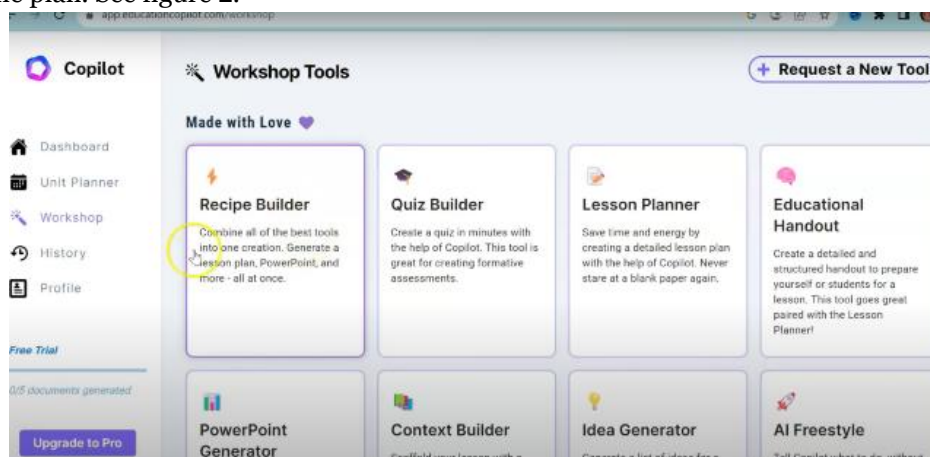 the plan. See figure 2.
app.educationcopilot.com/workshop
Copilot
Workshop Tools
+ Request a New Tool
Made with Love
Dashboard
Unit Planner
Workshop
History
Profile
Free Trial
0/5 documents generated
Upgrade to Pro
Recipe Builder
Combine all of the best tools
into one creation. Generate a
lesson plan, PowerPoint, and
more - all at once.
Quiz Builder
Create a quiz in minutes with
the help of Copilot. This tool is
great for creating formative
assessments.
Lesson Planner
Save time and energy by
creating a detailed lesson plan
with the help of Copilot. Never
stare at a blank paper again.
Educational
Handout
Create a detailed and
structured handout to prepare
yourself or students for a
lesson. This tool goes great
paired with the Lesson
Planner!
PowerPoint
Generator
Context Builder
Idea Generator
AI Freestyle